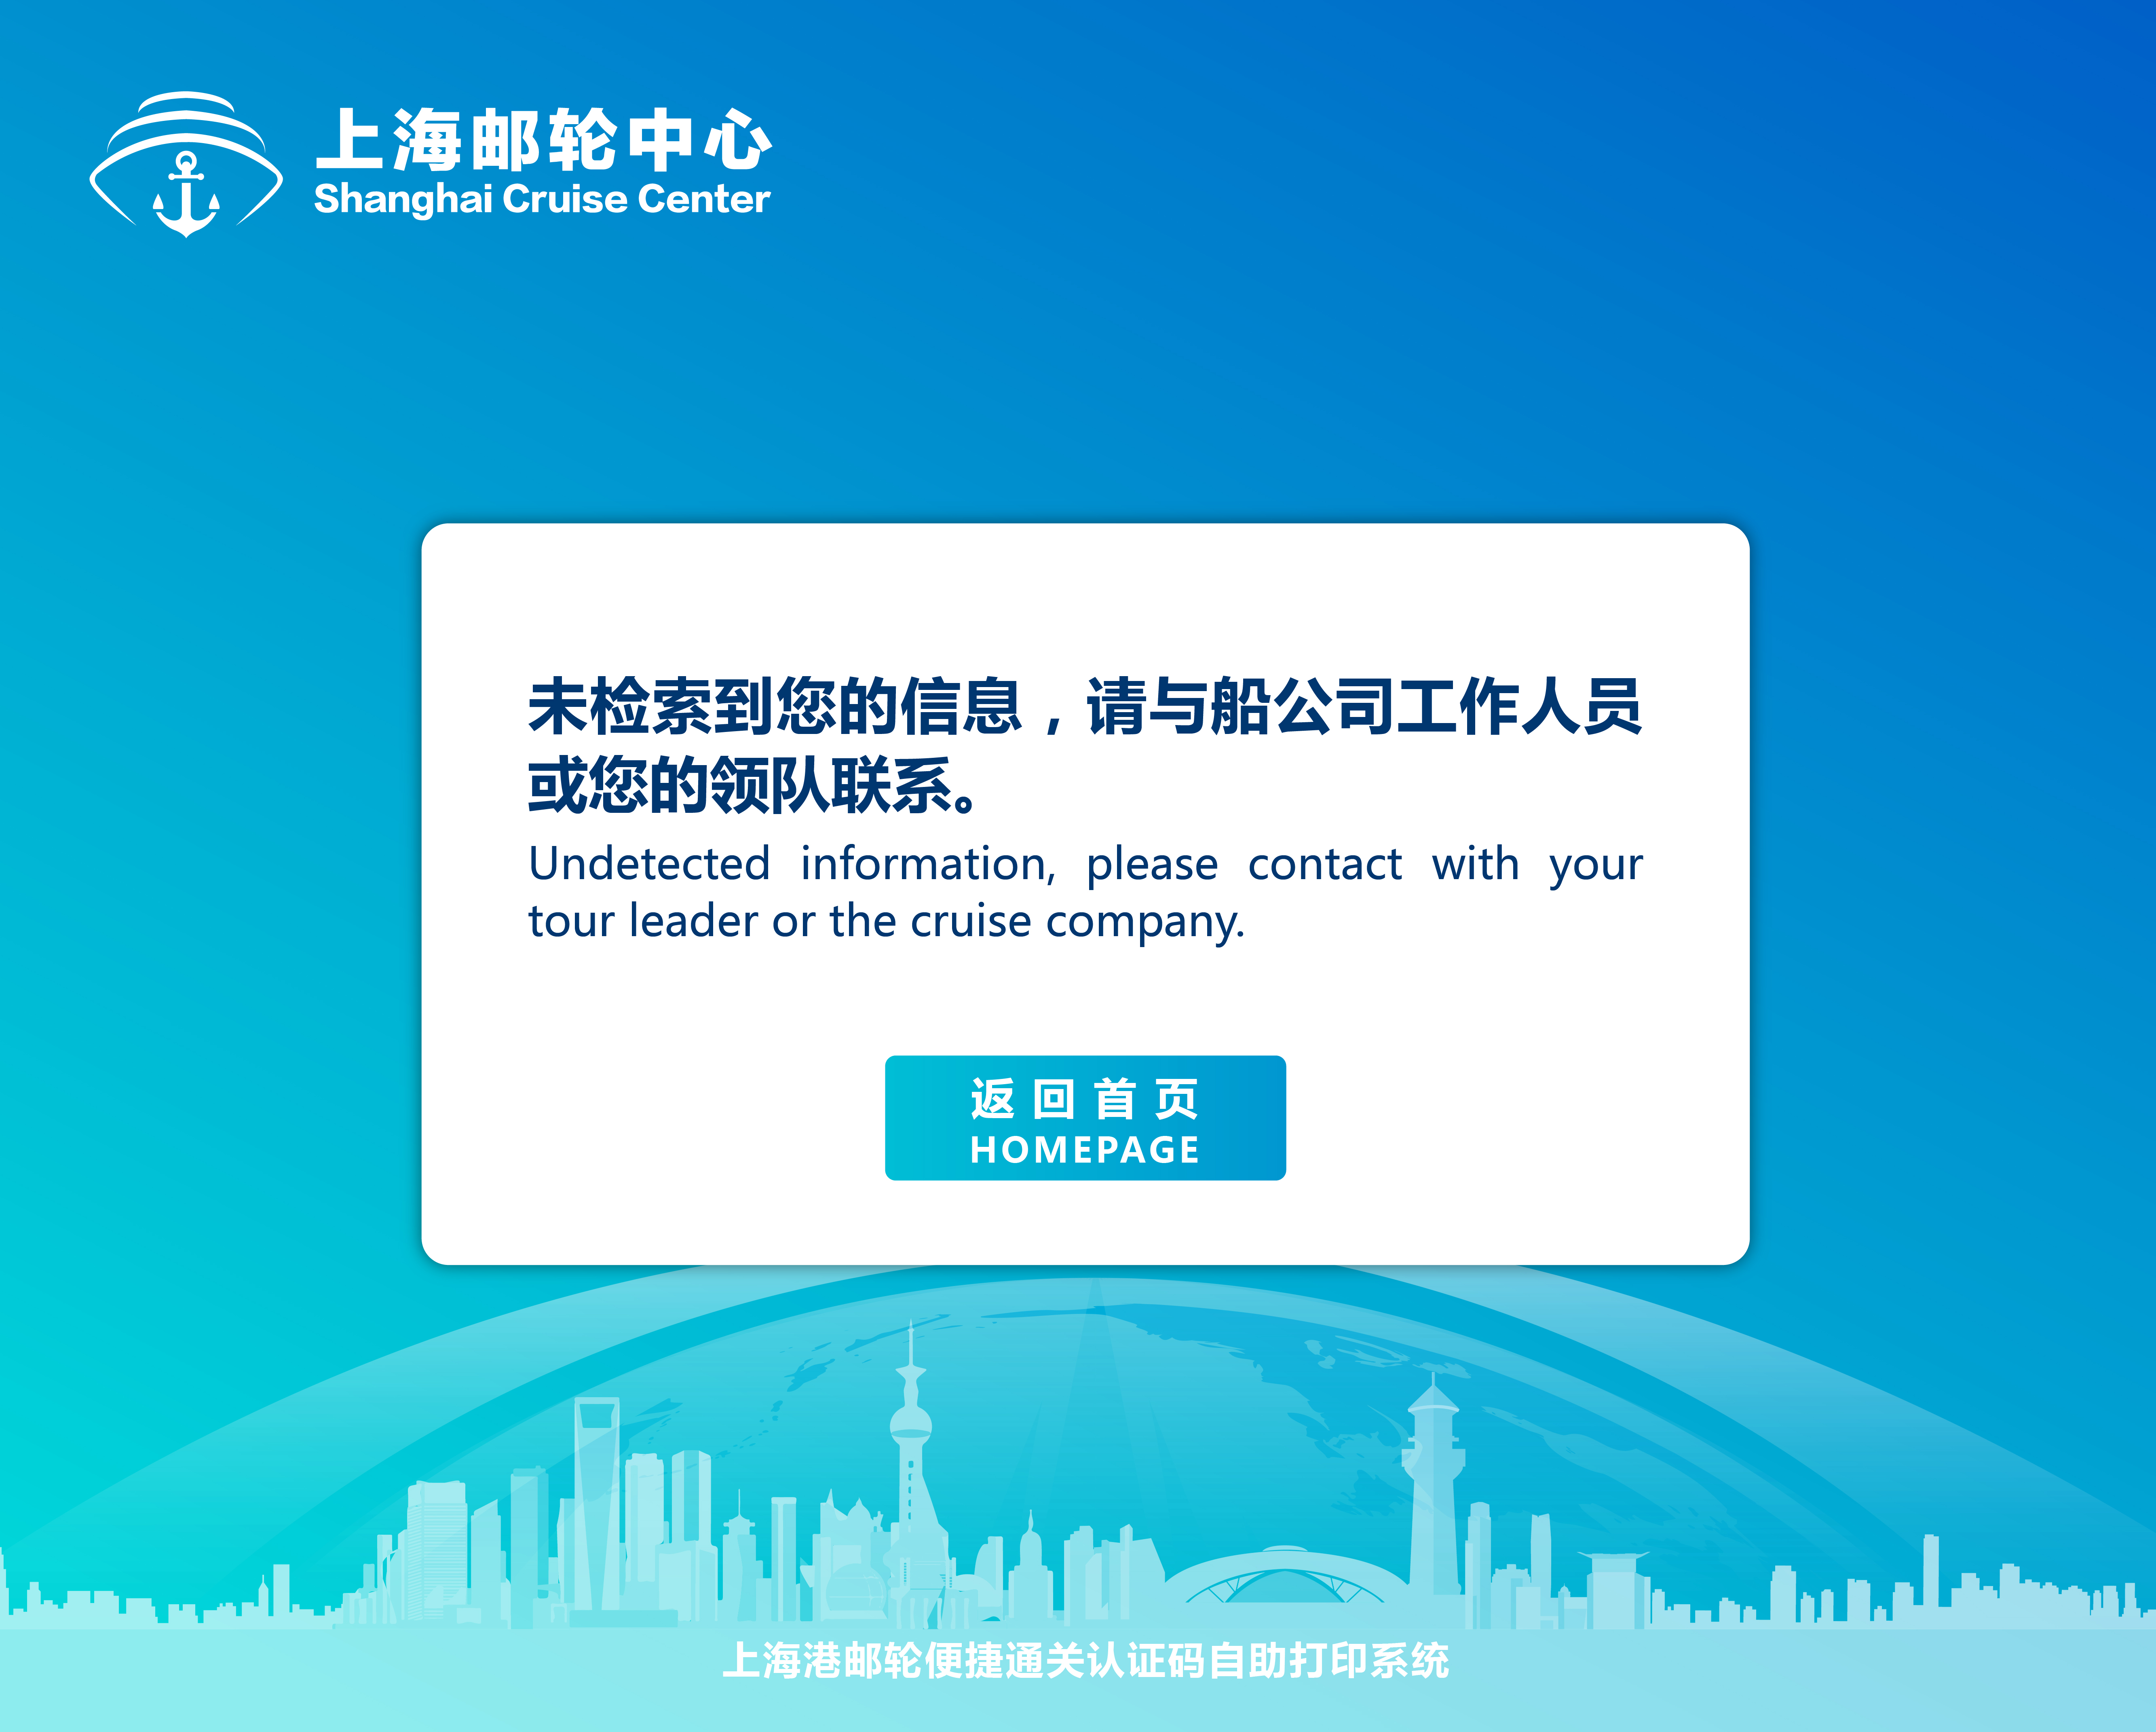 上海邮轮中心
Shanghai Cruise Center
未检索到您的信息，请与船公司工作人员
或您的领队联系。
Undetected information, please contact with your
tour leader or the cruise company.
返回首页
HOMEPAGE
上海港邮轮便捷通关认证码自助打印系统